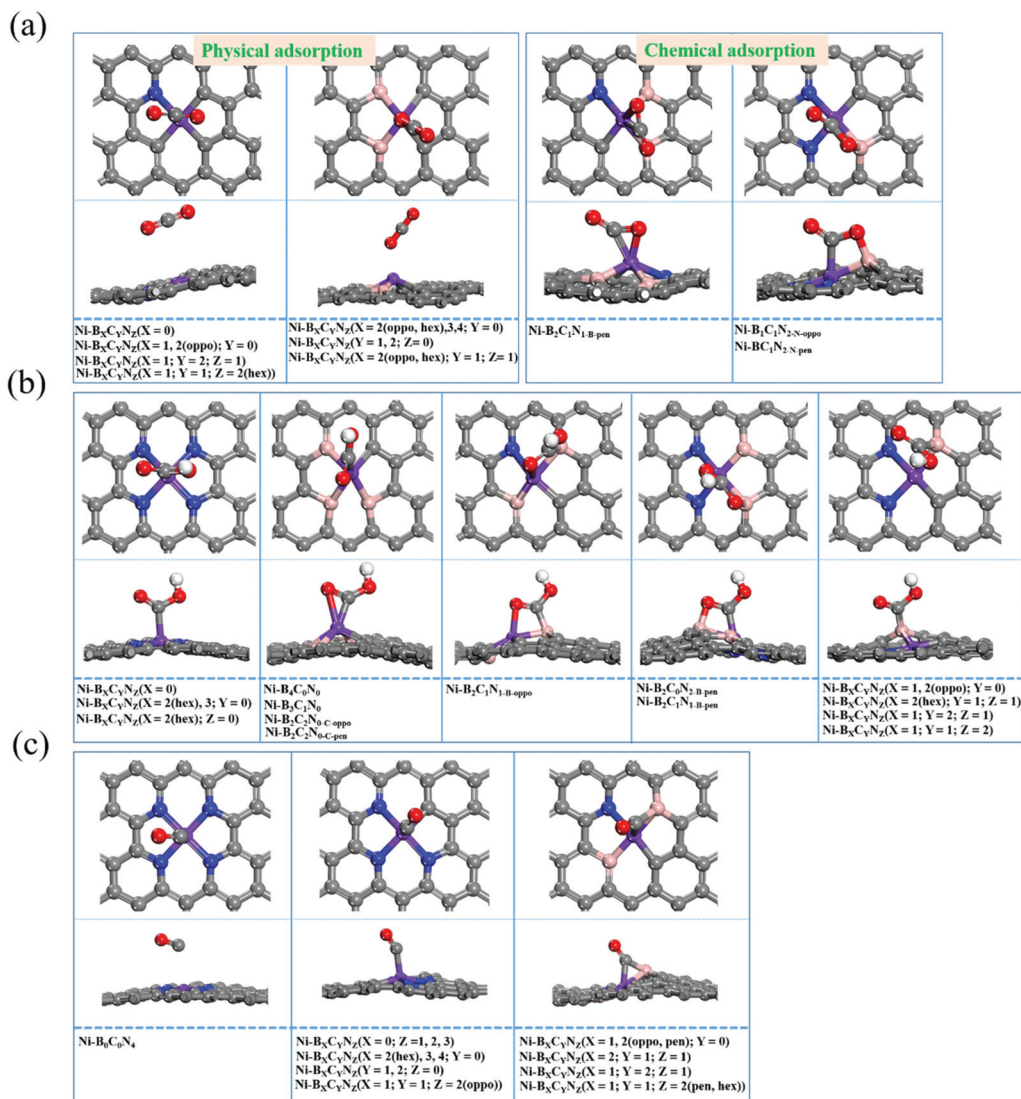 (a)
Physical adsorption
Chemical adsorption
Ni-BXCYNZ(X = 0)
Ni-BXCYNZ(X = 1, 2(oppo); Y = 0)
Ni-BXCYNZ(X = 1; Y = 2; Z = 1)
Ni-BXCYNZ(X = 1; Y = 1; Z = 2(hex))
Ni-BXCYNZ(X = 2(oppo, hex),3,4; Y = 0)
Ni-BXCYNZ(Y = 1, 2; Z=0)
Ni-BXCYNZ(X = 2(oppo, hex); Y = 1; Z= 1)
Ni-B2C1N1-B-pen
Ni-B1C1N2-N-oppo
Ni-BC1N2-N-pen
(b)
Ni-BXCYNZ(X = 0)
Ni-BXCYNZ(X = 2(hex), 3; Y = 0)
Ni-BXCYNZ(X = 2(hex); Z = 0)
Ni-B4C0N0
Ni-B3C1N0
Ni-B2C2N0-C-oppo
Ni-B2C2N0-C-pen
Ni-B2C1N1-B-oppo
Ni-B2C0N2-B-pen
Ni-B2C1N1-B-pen
Ni-BXCYNZ(X = 1, 2(oppo); Y = 0)
Ni-BXCYNZ(X = 2(hex); Y = 1; Z = 1)
Ni-BXCYNZ(X = 1; Y = 2; Z = 1)
Ni-BXCYNZ(X = 1; Y = 1; Z = 2)
(c)
Ni-B0C0N4
Ni-BXCYNZ(X = 0; Z =1, 2, 3)
Ni-BXCYNZ(X = 2(hex), 3, 4; Y = 0)
Ni-BXCYNZ(Y = 1, 2; Z = 0)
Ni-BXCYNZ(X = 1; Y = 1; Z = 2(oppo))
Ni-BXCYNZ(X = 1, 2(oppo, pen); Y = 0)
Ni-BXCYNZ(X = 2; Y = 1; Z = 1)
Ni-BXCYNZ(X = 1; Y = 2; Z = 1)
Ni-BXCYNZ(X = 1; Y = 1; Z = 2(pen, hex))